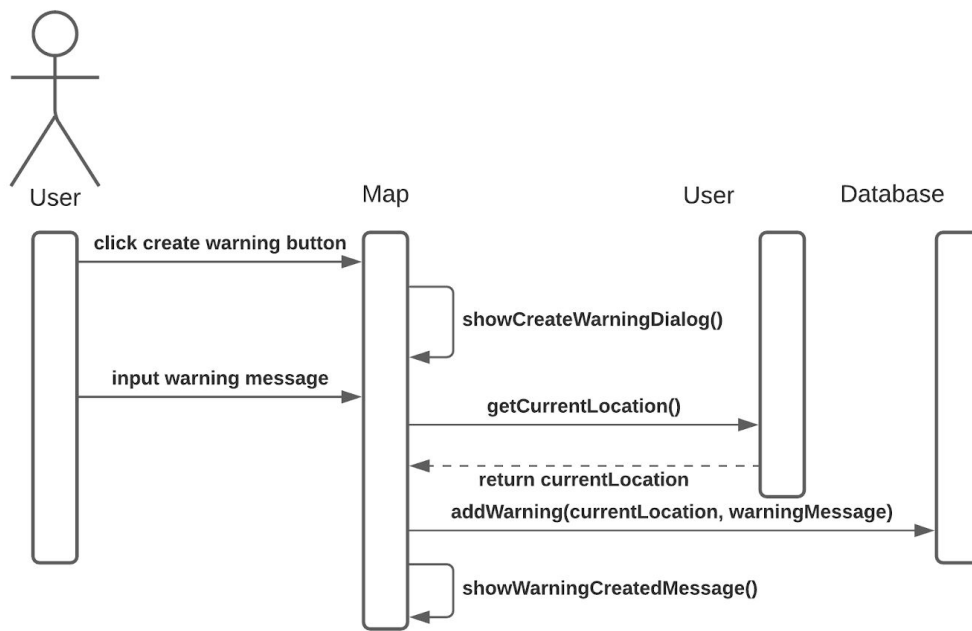 User
Map
User
Database
click create warning button
showCreateWarningDialog()
input warning message
getCurrentLocation()
return currentLocation
addWarning(currentLocation, warningMessage)
showWarningCreatedMessage()